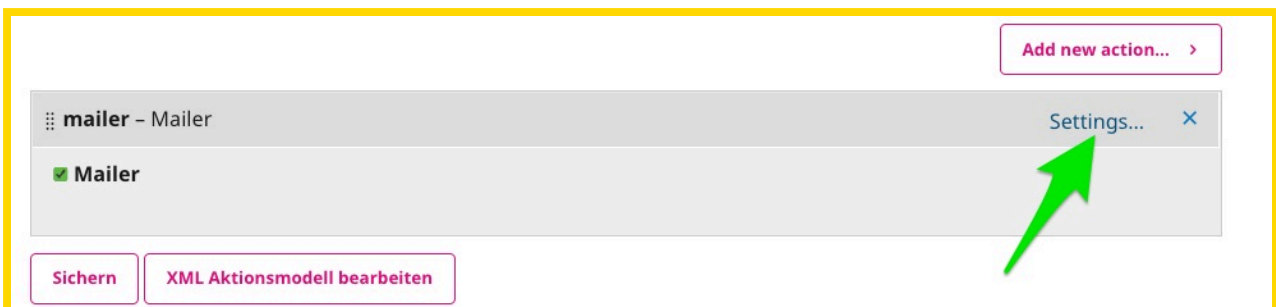 Add new action... >
mailer – Mailer
Settings... ×
Mailer
Sichern
XML Aktionsmodell bearbeiten